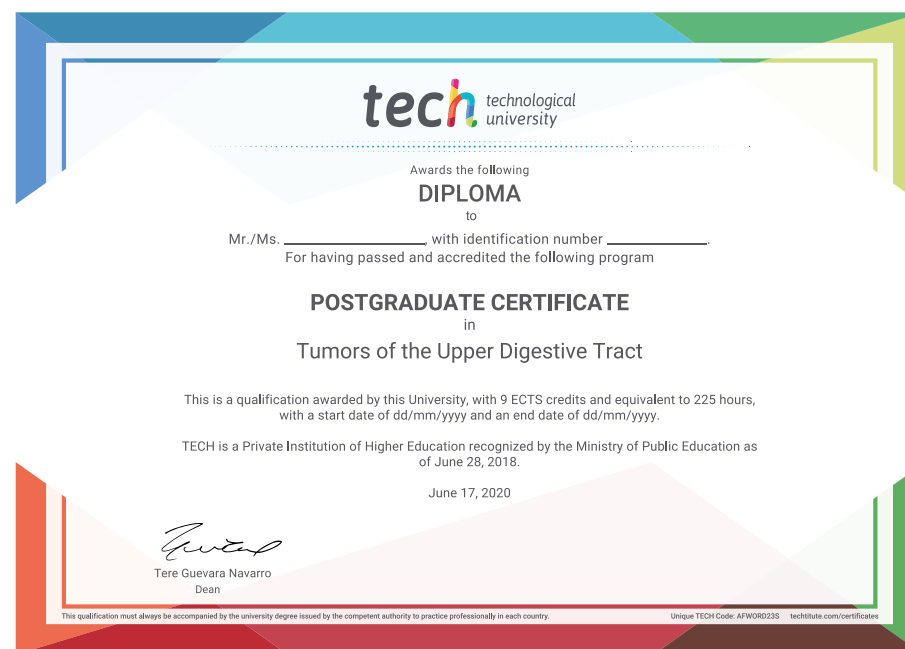 tech technological
university
Awards the following
DIPLOMA
to
Mr./Ms. ____________________, with identification number ______________.
For having passed and accredited the following program
POSTGRADUATE CERTIFICATE
in
Tumors of the Upper Digestive Tract
This is a qualification awarded by this University, with 9 ECTS credits and equivalent to 225 hours,
with a start date of dd/mm/yyyy and an end date of dd/mm/yyyy.
TECH is a Private Institution of Higher Education recognized by the Ministry of Public Education as
of June 28, 2018.
June 17, 2020
Tere Guevara Navarro
Dean
This qualification must always be accompanied by the university degree issued by the competent authority to practice professionally in each country.
Unique TECH Code: AFWORD23S techtitute.com/certificates